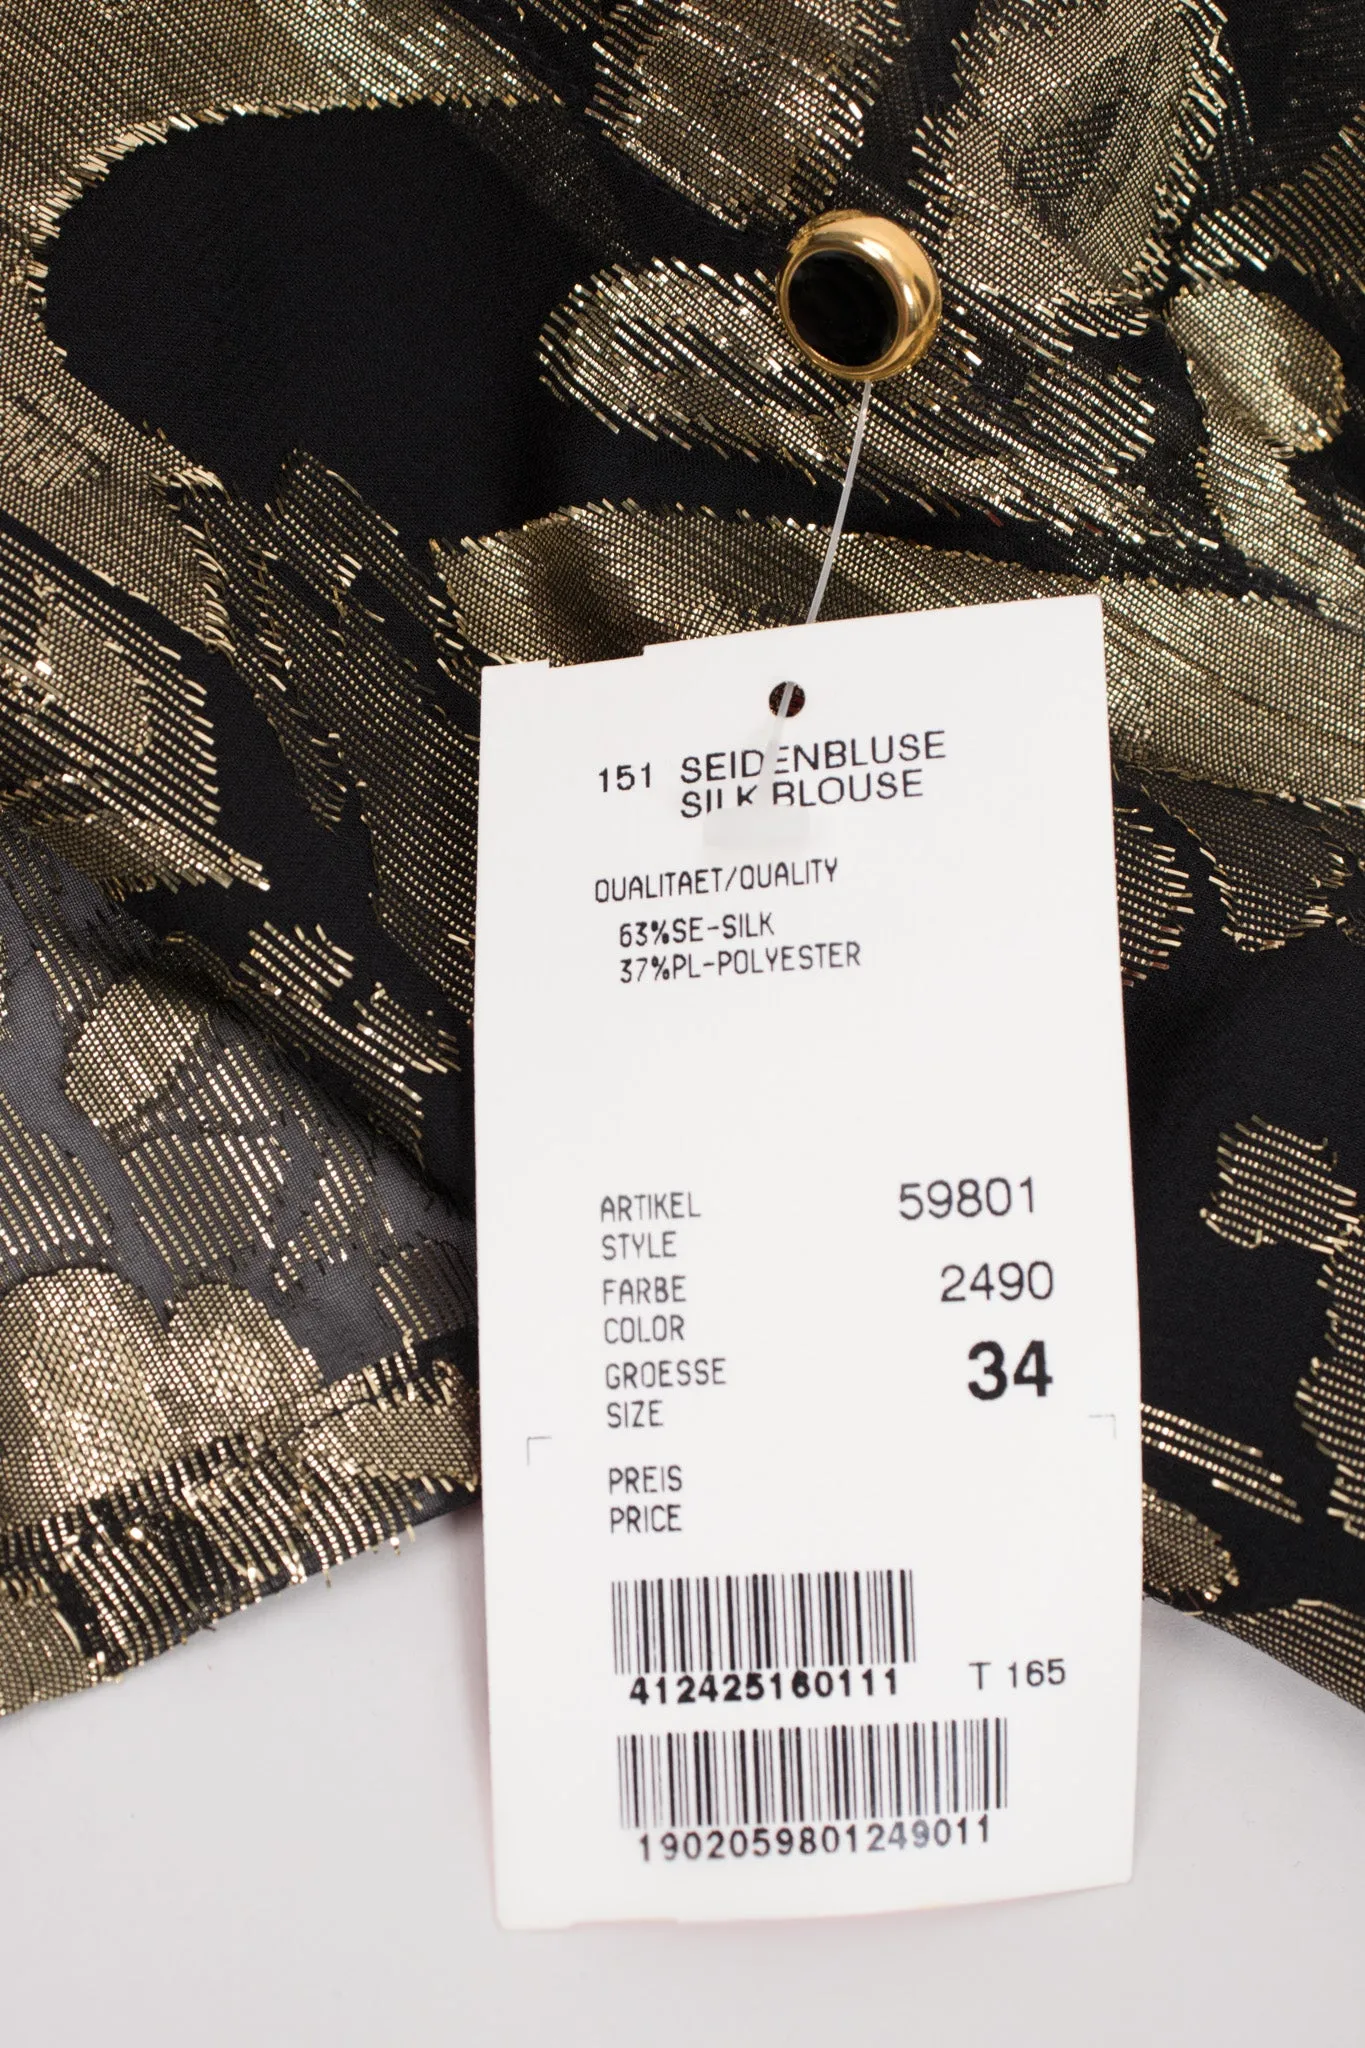 151 SEIDENBLUSE
SILK BLOUSE
QUALITAET/QUALITY
63%SE-SILK
37%PL-POLYESTER
ARTIKEL 59801
STYLE
FARBE 2490
COLOR
GROESSE 34
SIZE
PREIS
PRICE
412425160111 T 165
1902059801249011